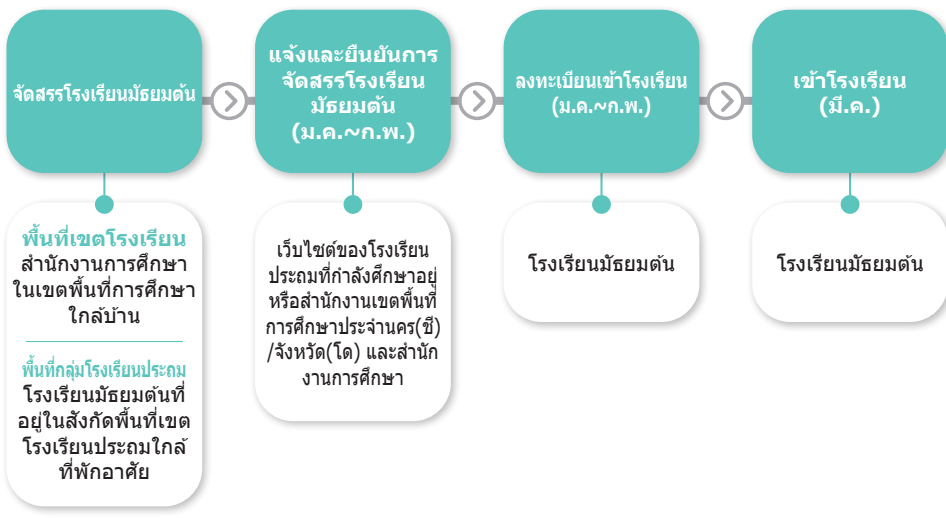 จัดสรรโรงเรียนมัธยมต้น
แจ้งและยืนยันการ
จัดสรรโรงเรียน
มัธยมต้น
(ม.ค.~ก.พ.)
ลงทะเบียนเข้าโรงเรียน
(ม.ค.~ก.พ.)
เข้าโรงเรียน
(มี.ค.)
พื้นที่เขตโรงเรียน
สำนักงานการศึกษา
ในเขตพื้นที่การศึกษา
ใกล้บ้าน
พื้นที่กลุ่มโรงเรียนประถม
โรงเรียนมัธยมต้นที่
อยู่ในสังกัดพื้นที่เขต
โรงเรียนประถมใกล้
ที่พักอาศัย
เว็บไซต์ของโรงเรียน
ประถมที่กำลังศึกษาอยู่
หรือสำนักงานเขตพื้นที่
การศึกษาประจำนคร(ชี)
/จังหวัด(โด) และสำนัก
งานการศึกษา
โรงเรียนมัธยมต้น
โรงเรียนมัธยมต้น